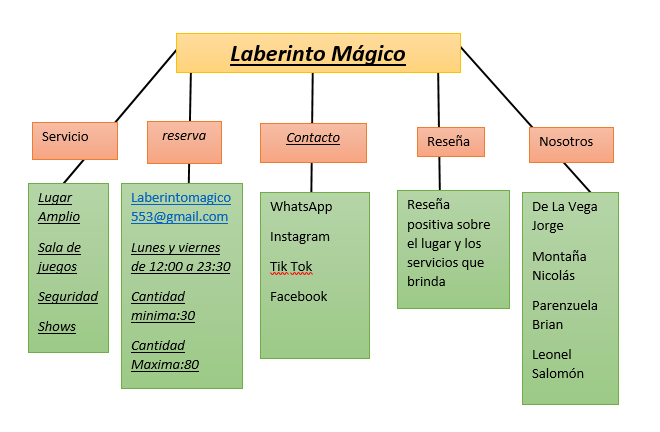 Laberinto Mágico
Servicio
reserva
Contacto
Reseña
Nosotros
Lugar
Amplio
Sala de
juegos
Seguridad
Shows
Laberintomagico
553@gmail.com
Lunes y viernes
de 12:00 a 23:30
Cantidad
minima:30
Cantidad
Maxima:80
WhatsApp
Instagram
Tik Tok
Facebook
Reseña
positiva sobre
el lugar y los
servicios que
brinda
De La Vega
Jorge
Montaña
Nicolás
Parenzuela
Brian
Leonel
Salomón